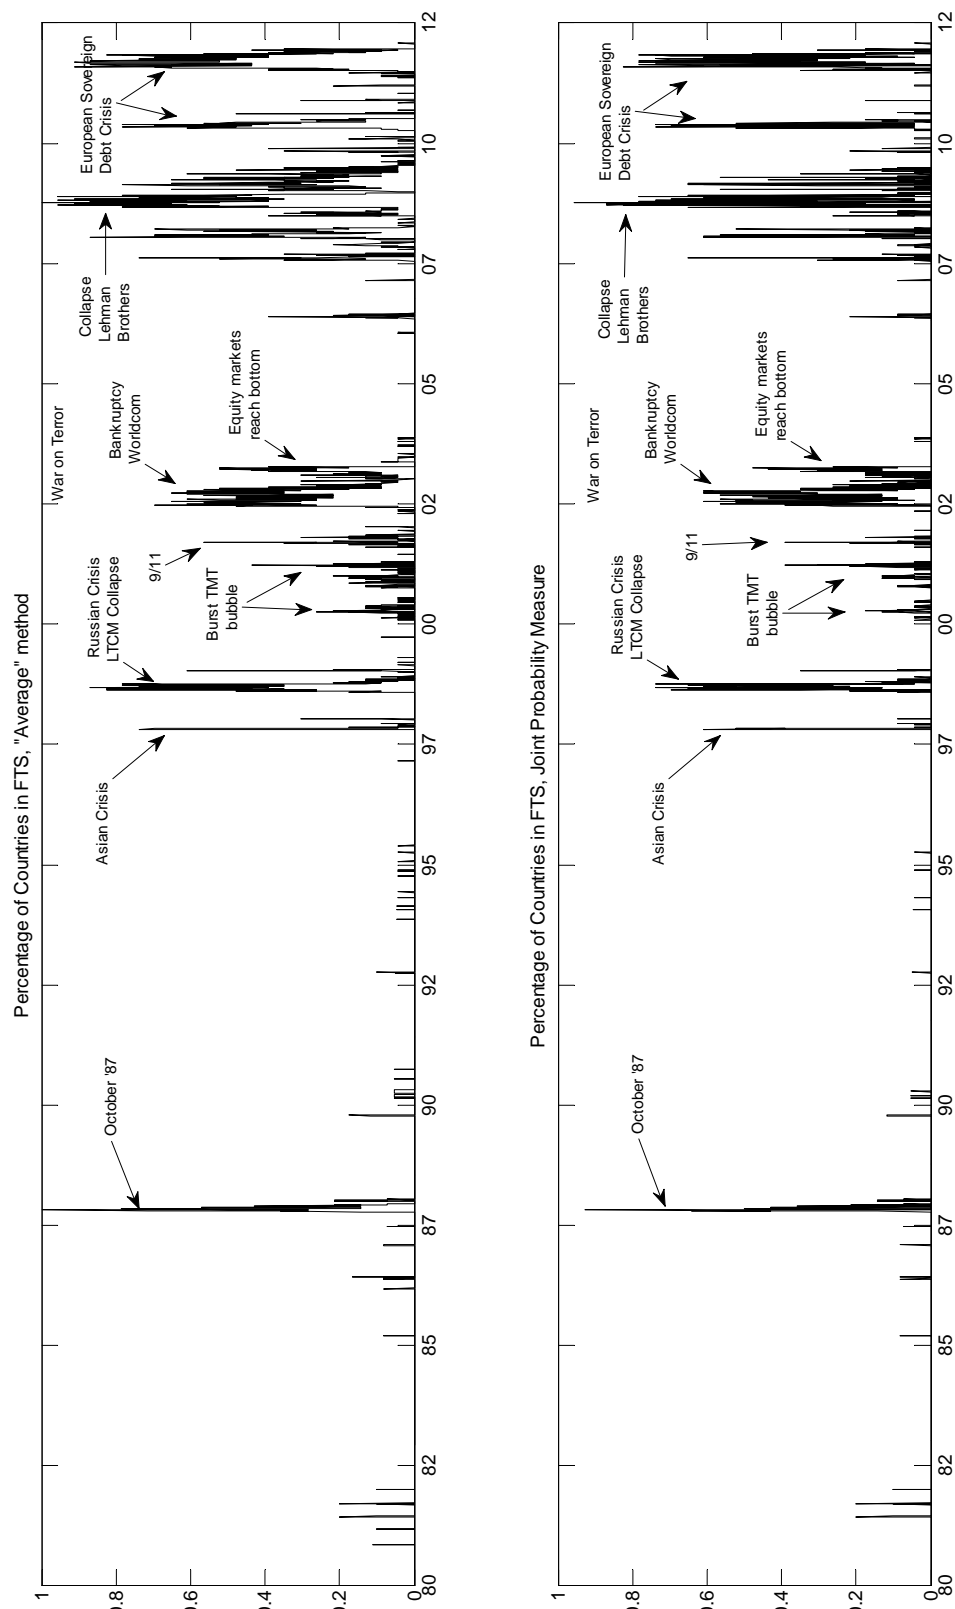 Percentage of Countries in FTS, "Average" method
1
0.8
0.6
0.4
0.2
0
80
82
85
87
90
92
95
97
00
02
05
07
10
12
October '87
Asian Crisis
Russian Crisis
LTCM Collapse
Burst TMT
bubble
9/11
War on Terror
Bankruptcy
Worldcom
Equity markets
reach bottom
Collapse
Lehman
Brothers
European Sovereign
Debt Crisis
Percentage of Countries in FTS, Joint Probability Measure
1
0.8
0.6
0.4
0.2
0
80
82
85
87
90
92
95
97
00
02
05
07
10
12
October '87
Asian Crisis
Russian Crisis
LTCM Collapse
Burst TMT
bubble
9/11
War on Terror
Bankruptcy
Worldcom
Equity markets
reach bottom
Collapse
Lehman
Brothers
European Sovereign
Debt Crisis